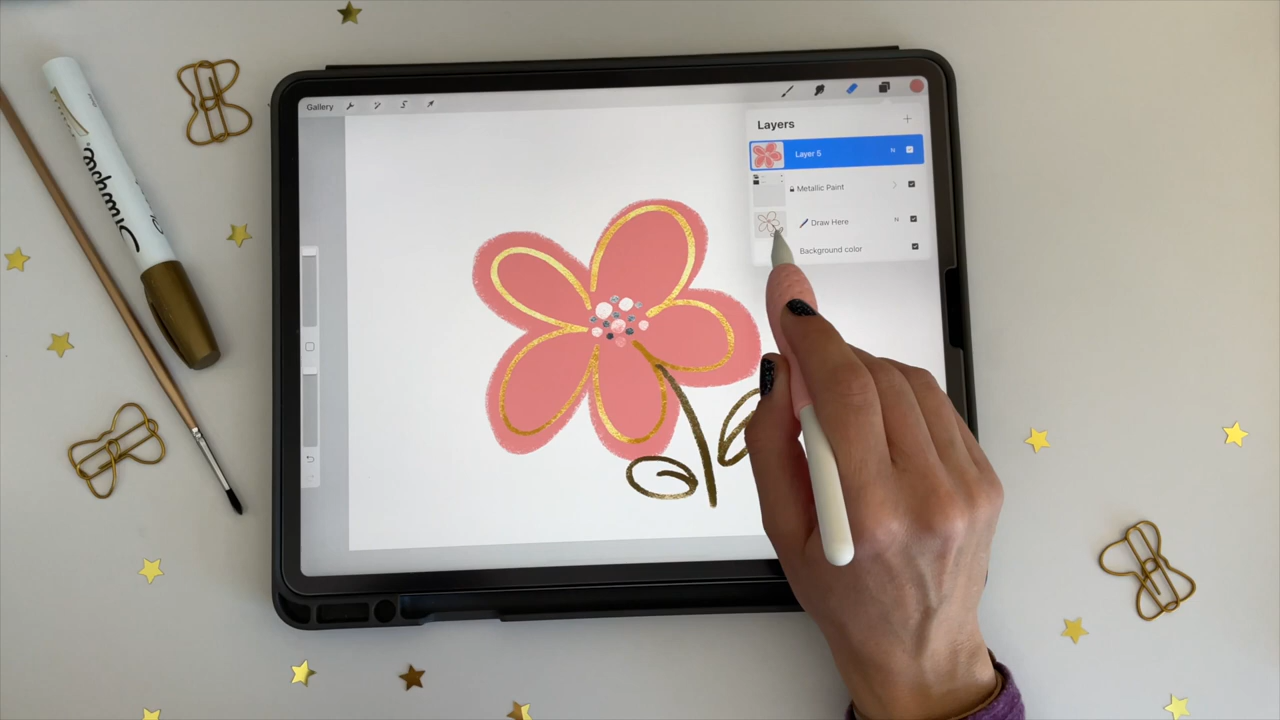 Gallery
Layers
Layer 5
N
Metallic Paint
Draw Here
N
Background color